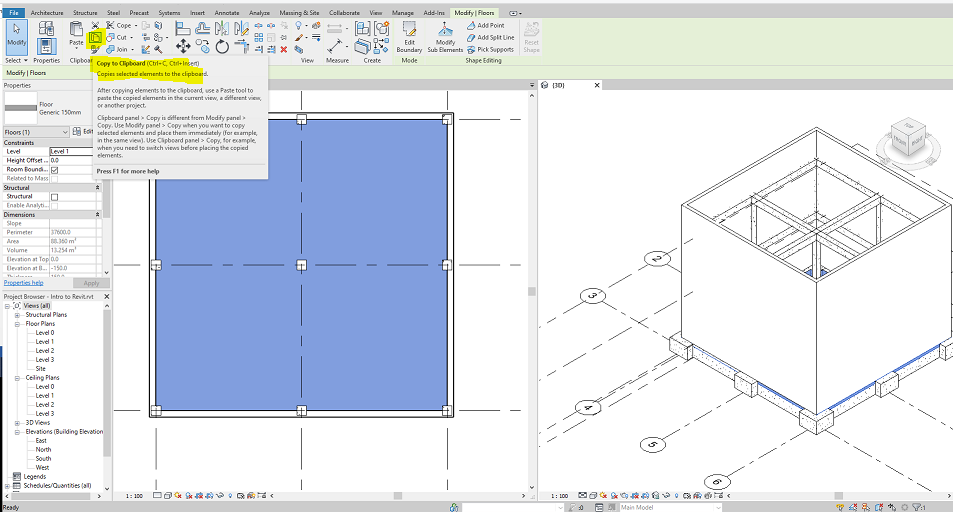 File Architecture Structure Steel Precast Systems Insert Annotate Analyze Massing & Site Collaborate View Manage Add-Ins Modify | Floors
Modify
Properties
Paste
Cope
Cut
Join
Edit Boundary
Modify Sub Elements
Add Point
Add Split Line
Pick Supports
Reset Shape
Select Properties Clipboard View Measure Create Mode Shape Editing
Modify | Floors
Copy to Clipboard (Ctrl+C, Ctrl+Insert)
Copies selected elements to the clipboard.
After copying elements to the clipboard, use a Paste tool to
paste the copied elements in the current view, a different view,
or another project.
Clipboard panel > Copy is different from Modify panel >
Copy. Use Modify panel > Copy when you want to copy
selected elements and place them immediately (for example,
in the same view). Use Clipboard panel > Copy, for example,
when you need to switch views before placing the copied
elements.
Press F1 for more help
Properties
Floor
Generic 150mm
Floors (1) Edit
Constraints
Level Level 1
Height Offset ... 0.0
Room Boundi...
Related to Mass
Structural
Structural
Enable Analyti...
Dimensions
Slope
Perimeter 37600.0
Area 88.360 m²
Volume 13.254 m³
Elevation at Top 0.0
Elevation at B... -150.0
Properties help Apply
Project Browser - Intro to Revit.rvt
Views (all)
Structural Plans
Floor Plans
Level 0
Level 1
Level 2
Level 3
Site
Ceiling Plans
Level 0
Level 1
Level 2
Level 3
3D Views
Elevations (Building Elevation
East
North
South
West
Legends
Schedules/Quantities (all)
1 : 100
{3D}
2
3
4
5
6
1 : 100
Ready
:0
Main Model
:1